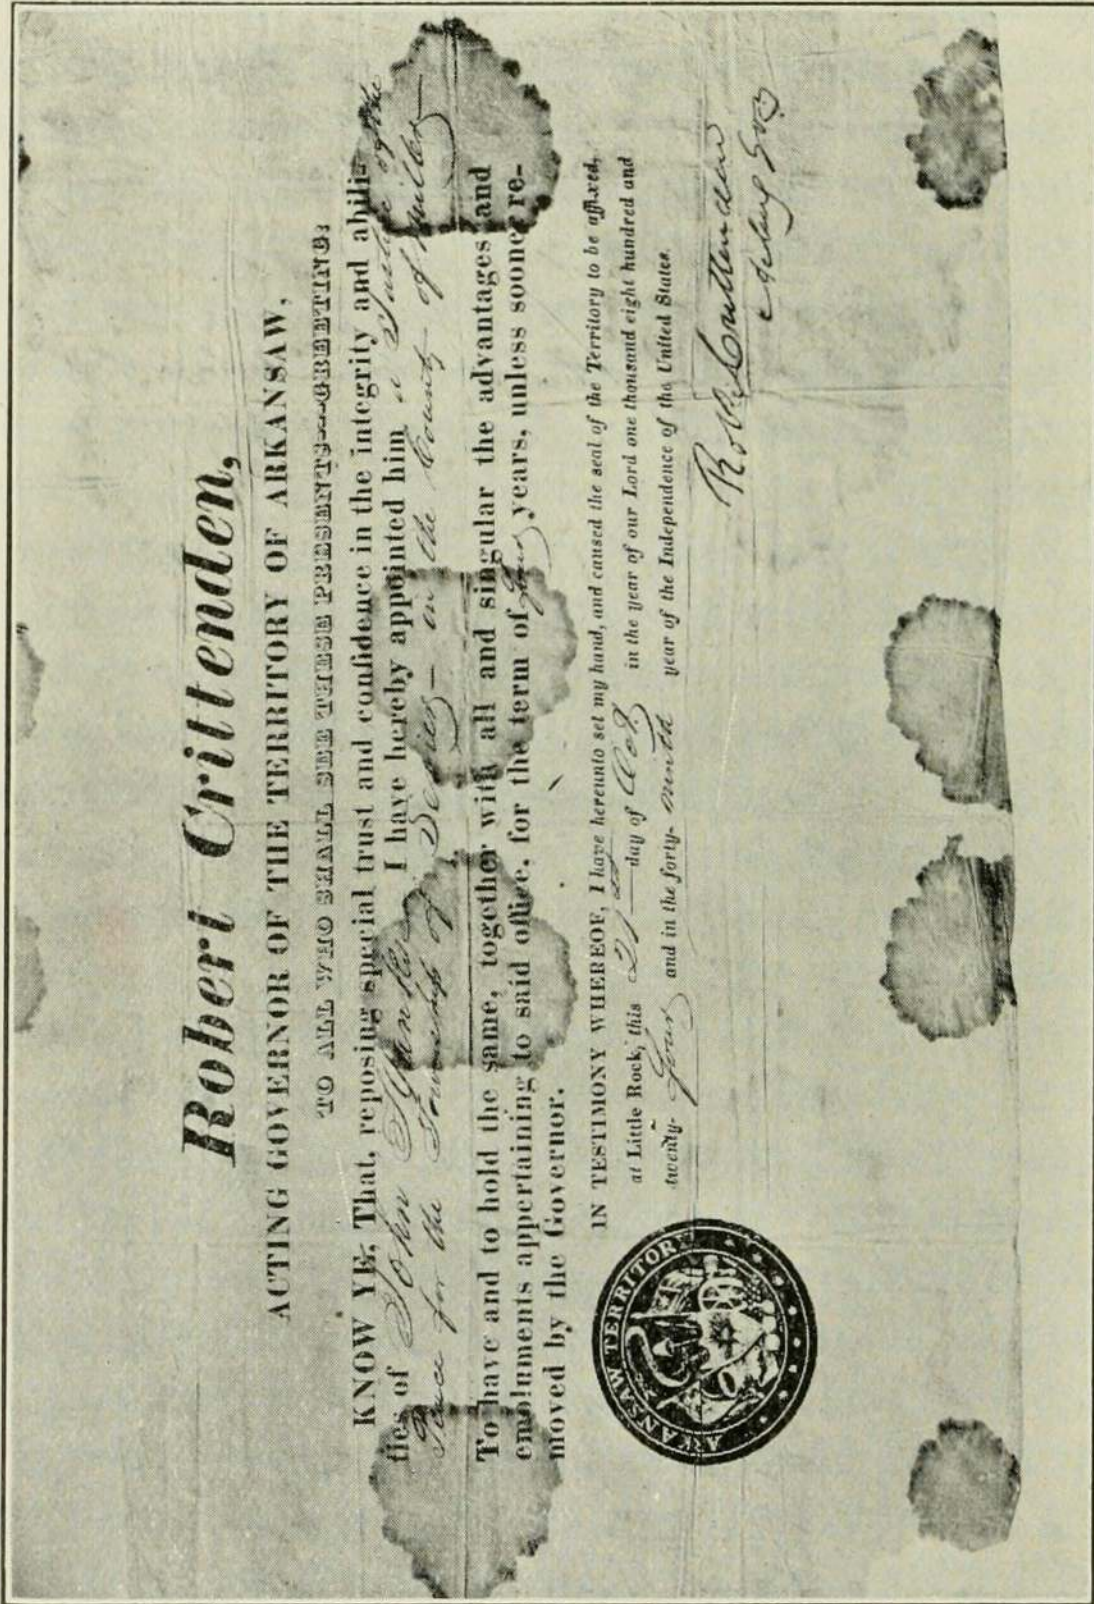 Robert Crittenden,
ACTING GOVERNOR OF THE TERRITORY OF ARKANSAW,
TO ALL WHO SHALL SEE THESE PRESENTS---GREETING:
KNOW YE, That, reposing special trust and confidence in the integrity and abili-
ties of John I have hereby appointed him a Justice of the
Peace for the Township of in the County of Miller
To have and to hold the same, together with all and singular the advantages and
emoluments appertaining to said office, for the term of four years, unless sooner re-
moved by the Governor.
IN TESTIMONY WHEREOF, I have hereunto set my hand, and caused the seal of the Territory to be affixed,
at Little Rock, this 21st day of Oct. in the year of our Lord one thousand eight hundred and
twenty- four and in the forty- ninth year of the Independence of the United States.
Robt Crittenden
ARKANSAW TERRITORY